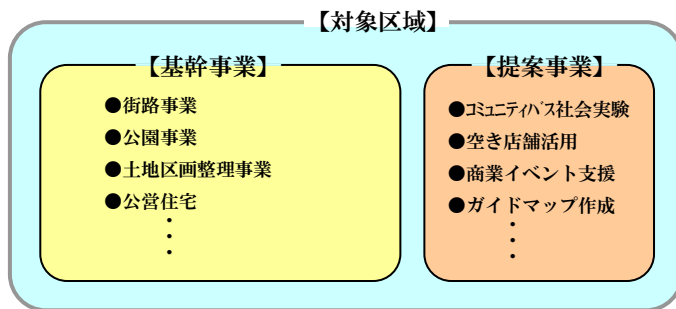 【対象区域】
【基幹事業】
●街路事業
●公園事業
●土地区画整理事業
●公営住宅
・
・
・
【提案事業】
●ｺﾐｭﾆﾃｨﾊﾞｽ社会実験
●空き店舗活用
●商業イベント支援
●ガイドマップ作成
・
・
・